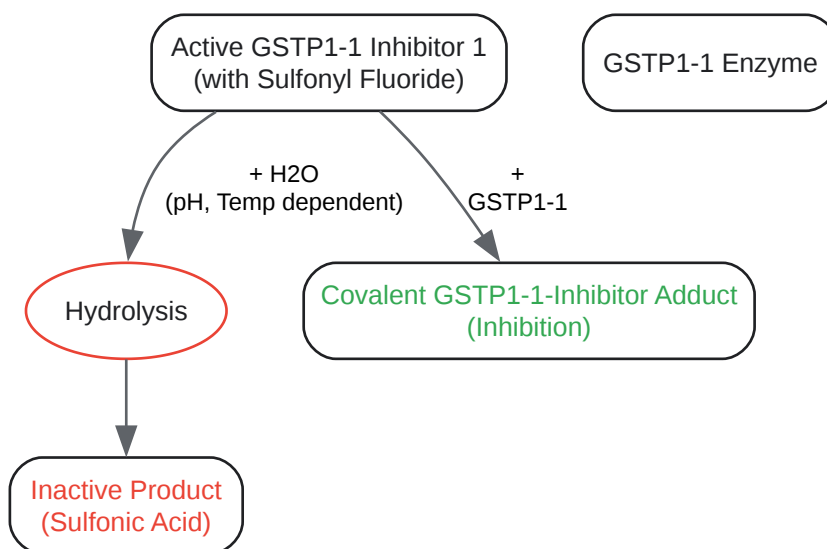 Active GSTP1-1 Inhibitor 1
(with Sulfonyl Fluoride)
GSTP1-1 Enzyme
+ H2O
(pH, Temp dependent)
+
GSTP1-1
Hydrolysis
Covalent GSTP1-1-Inhibitor Adduct
(Inhibition)
Inactive Product
(Sulfonic Acid)